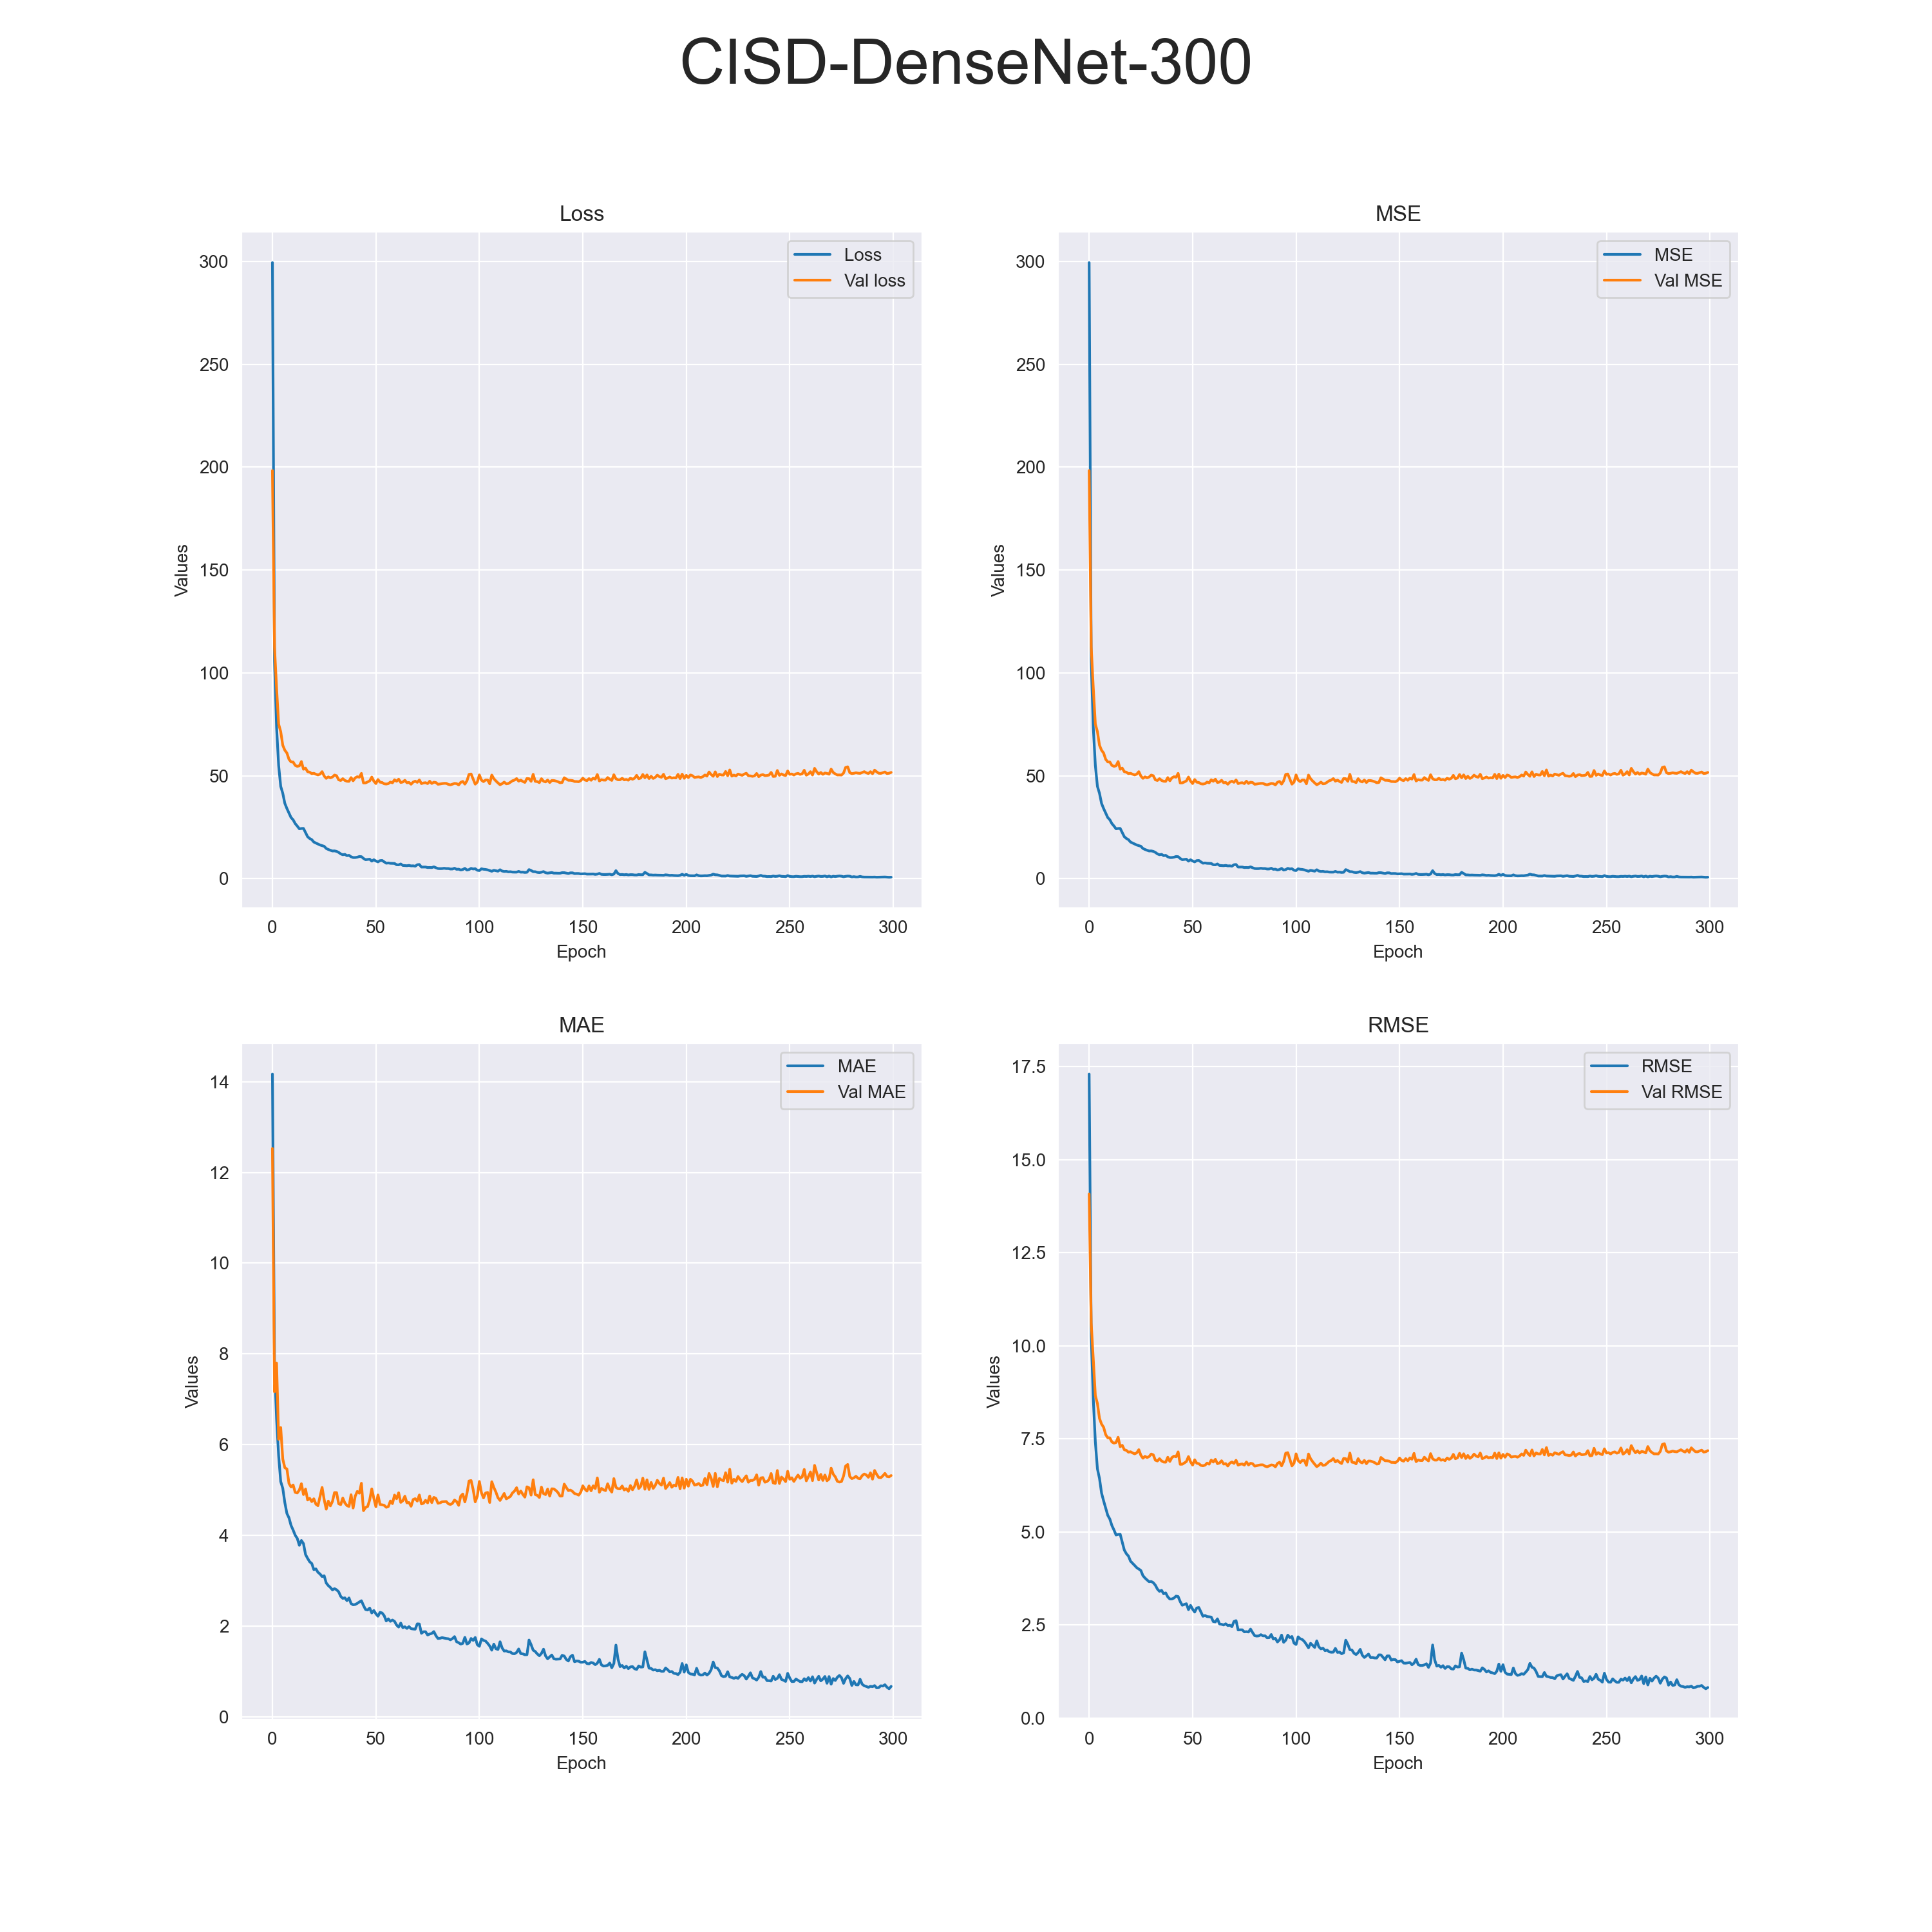 CISD-DenseNet-300
Loss
Loss
Val loss
300
250
200
150
100
50
0
Values
0 50 100 150 200 250 300
Epoch
MSE
MSE
Val MSE
300
250
200
150
100
50
0
Values
0 50 100 150 200 250 300
Epoch
MAE
MAE
Val MAE
14
12
10
8
6
4
2
0
Values
0 50 100 150 200 250 300
Epoch
RMSE
RMSE
Val RMSE
17.5
15.0
12.5
10.0
7.5
5.0
2.5
0.0
Values
0 50 100 150 200 250 300
Epoch